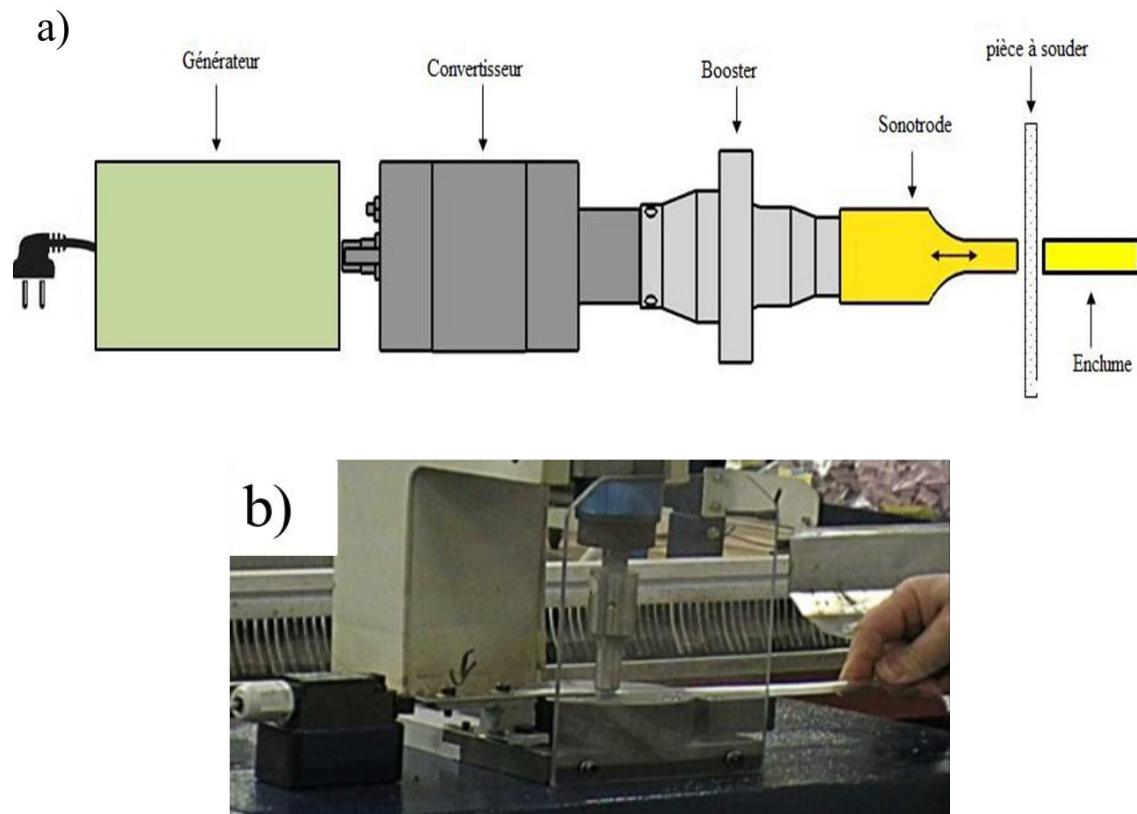 a)
Générateur
Convertisseur
Booster
Sonotrode
pièce à souder
Enclume
b)